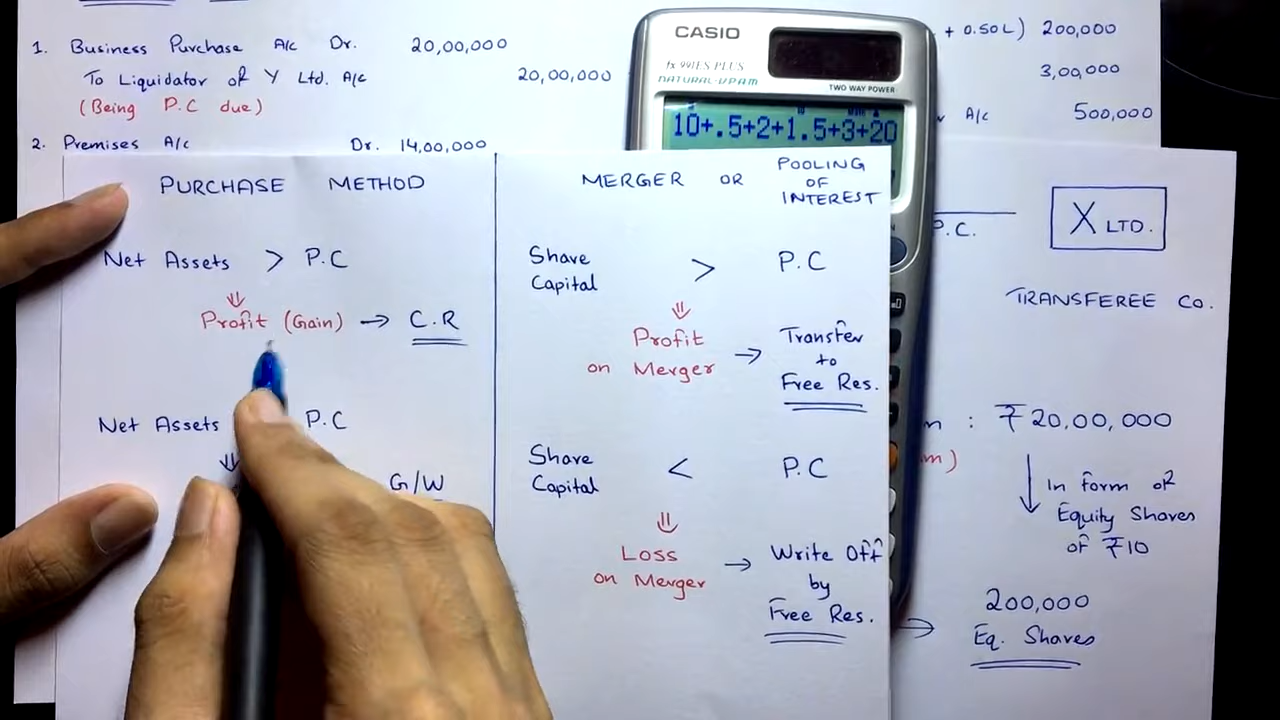 1. Business Purchase A/c Dr. 20,00,000
To Liquidator of Y Ltd. A/c 20,00,000
(Being P.C due)
2. Premises A/c Dr. 14,00,000
CASIO
fx-991ES PLUS
NATURAL-V.P.A.M.
TWO WAY POWER
10+.5+2+1.5+3+20
+ 0.50L) 200,000
3,00,000
A/c 500,000
PURCHASE METHOD
Net Assets > P.C
⇓
Profit (Gain) → C.R
Net Assets P.C
⇓
G/W
MERGER OR POOLING OF INTEREST
Share Capital > P.C
⇓
Profit on Merger → Transfer to Free Res.
Share Capital < P.C
⇓
Loss on Merger → Write Off by Free Res.
P.C.
X LTD.
TRANSFEREE CO.
: ₹20,00,000
In form of
Equity Shares
of ₹10
→ 200,000
Eq. Shares